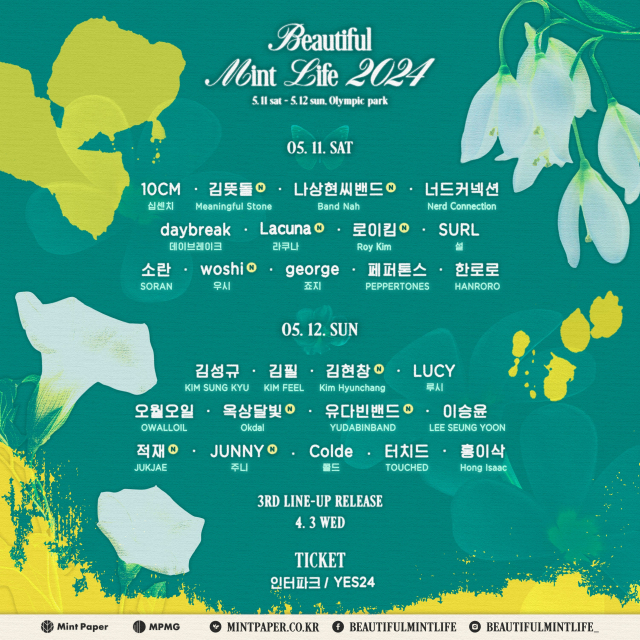 Beautiful
Mint Life 2024
5.11 sat - 5.12 sun. Olympic park
05. 11. SAT
10CM · 김뜻돌 N · 나상현씨밴드 N · 너드커넥션
십센치 Meaningful Stone Band Nah Nerd Connection
daybreak · Lacuna N · 로이킴 N · SURL
데이브레이크 라쿠나 Roy Kim 설
소란 · woshi N · george · 페퍼톤스 · 한로로
SORAN 우시 죠지 PEPPERTONES HANRORO
05. 12. SUN
김성규 · 김필 · 김현창 N · LUCY
KIM SUNG KYU KIM FEEL Kim Hyunchang 루시
오월오일 · 옥상달빛 N · 유다빈밴드 N · 이승윤
OWALLOIL Okdal YUDABINBAND LEE SEUNG YOON
적재 N · JUNNY N · Colde · 터치드 · 홍이삭
JUKJAE 주니 콜드 TOUCHED Hong Isaac
3RD LINE-UP RELEASE
4. 3 WED
TICKET
인터파크 / YES24
Mint Paper MPMG MINTPAPER.CO.KR BEAUTIFULMINTLIFE BEAUTIFULMINTLIFE_